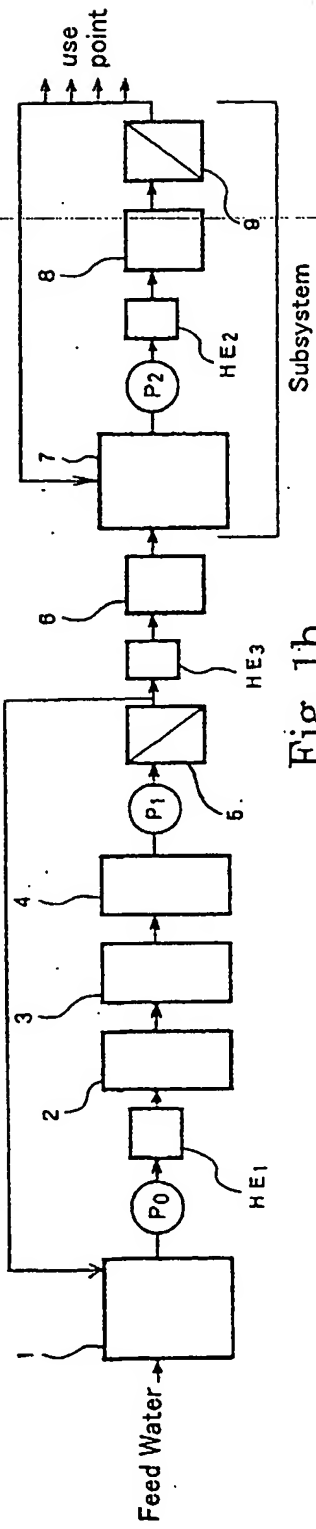 Feed Water
1
P0
HE1
2
3
4
P1
5.
HE3
6
7
P2
HE2
8
9
use
point
Subsystem
Fig. 1b